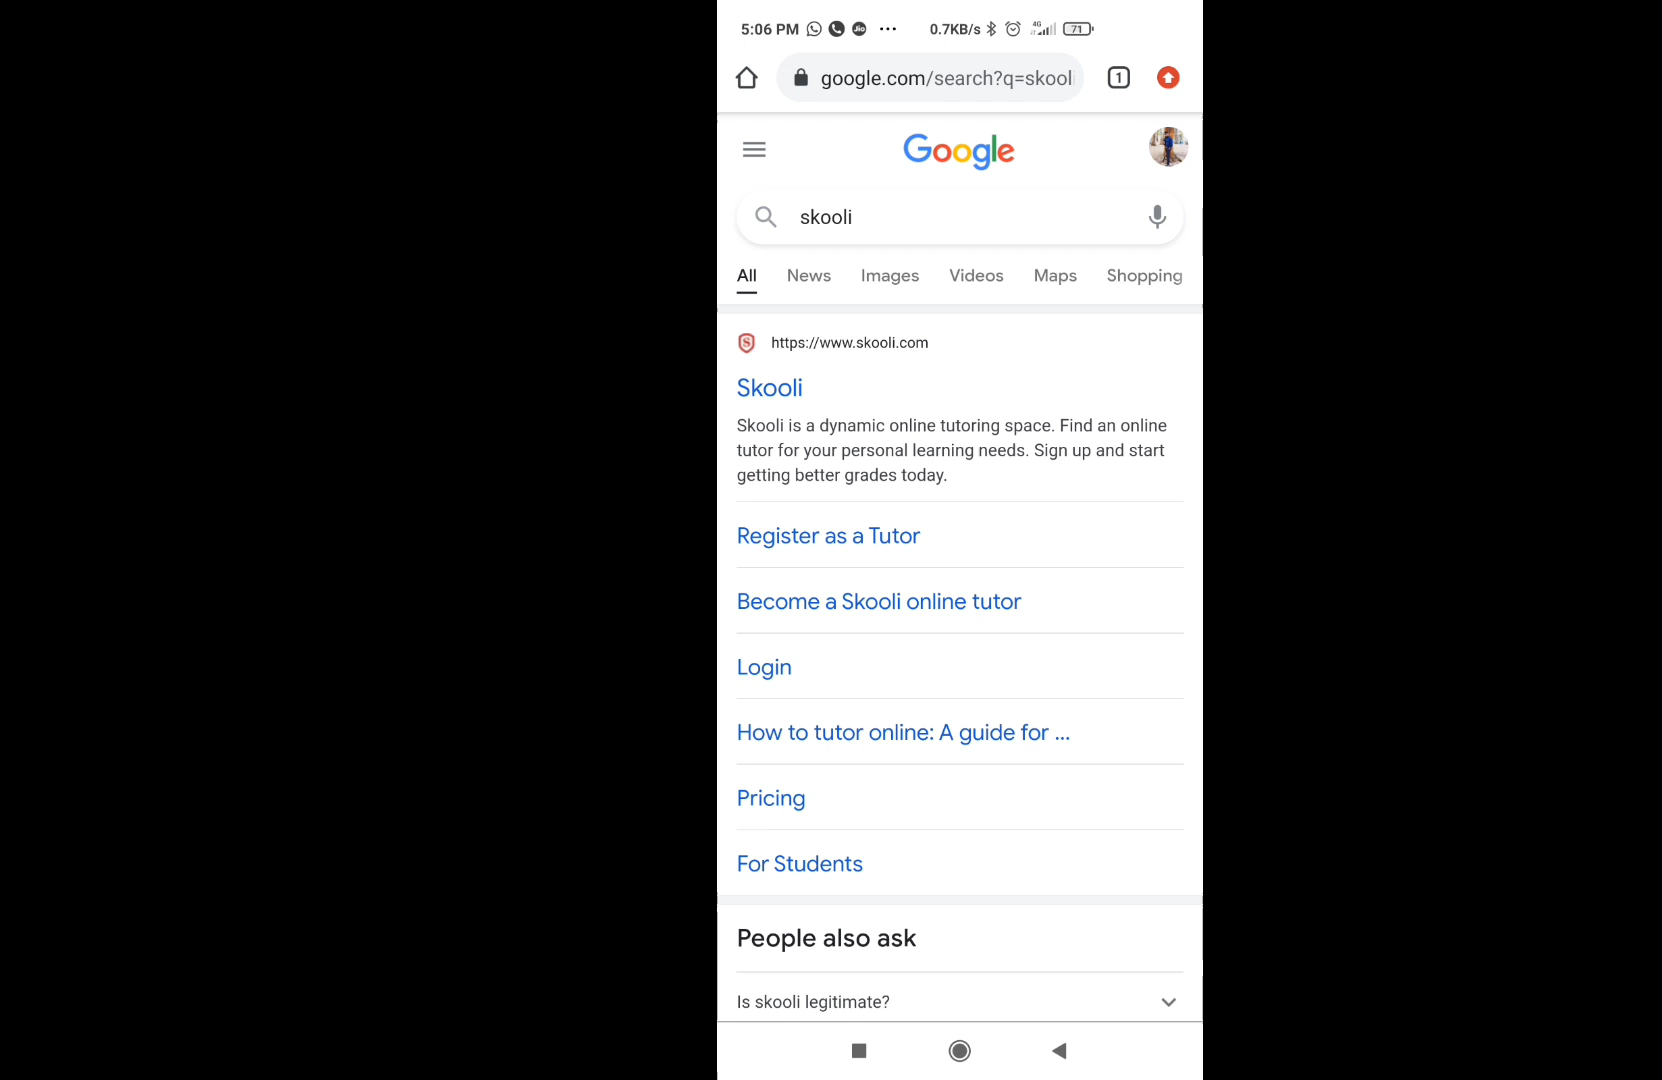 5:06 PM ... 0.7KB/s 4G 71
google.com/search?q=skooli 1
Google
skooli
All News Images Videos Maps Shopping
https://www.skooli.com
Skooli
Skooli is a dynamic online tutoring space. Find an online
tutor for your personal learning needs. Sign up and start
getting better grades today.
Register as a Tutor
Become a Skooli online tutor
Login
How to tutor online: A guide for ...
Pricing
For Students
People also ask
Is skooli legitimate?